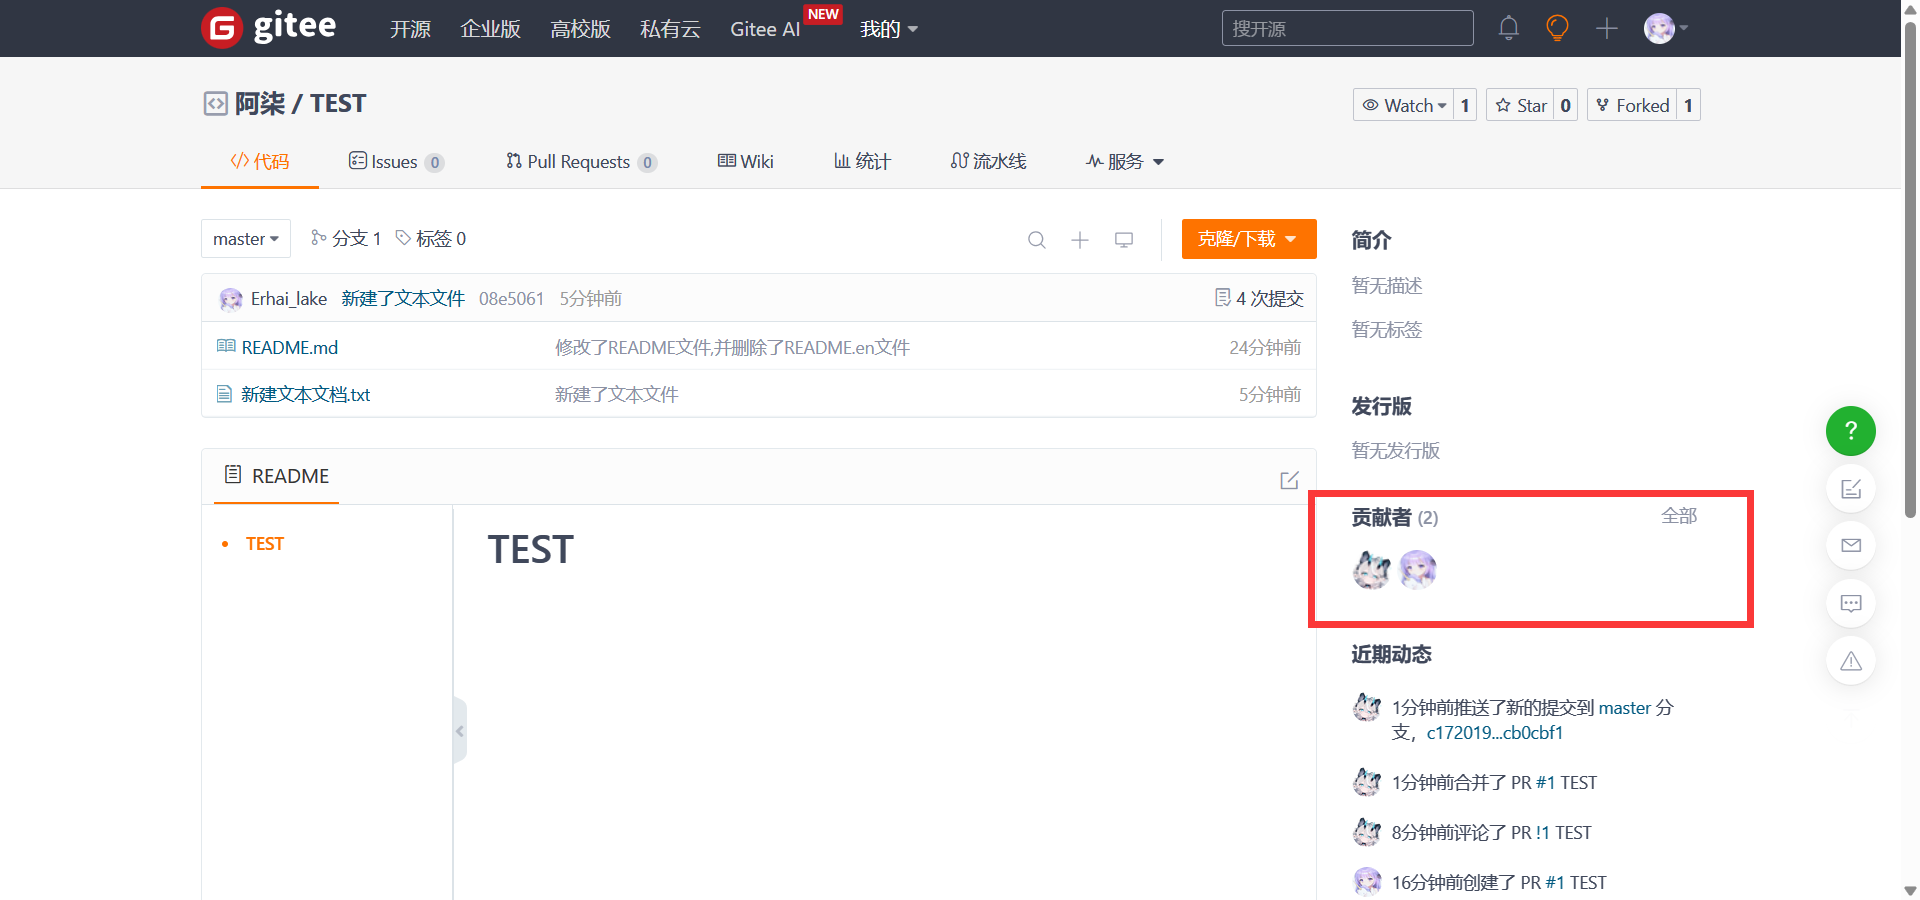 gitee 开源 企业版 高校版 私有云 Gitee AI NEW 我的 搜开源
阿柒 / TEST Watch 1 Star 0 Forked 1
代码 Issues 0 Pull Requests 0 Wiki 统计 流水线 服务
master 分支 1 标签 0 克隆/下载
Erhai_lake 新建了文本文件 08e5061 5分钟前 4 次提交
README.md 修改了README文件,并删除了README.en文件 24分钟前
新建文本文档.txt 新建了文本文件 5分钟前
README
TEST
TEST
简介
暂无描述
暂无标签
发行版
暂无发行版
贡献者 (2) 全部
近期动态
1分钟前推送了新的提交到 master 分
支，c172019...cb0cbf1
1分钟前合并了 PR #1 TEST
8分钟前评论了 PR !1 TEST
16分钟前创建了 PR #1 TEST